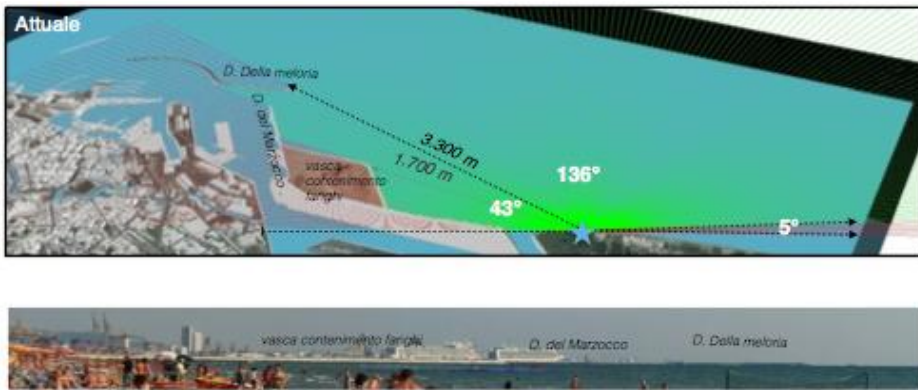 Attuale
D. Della meloria
D. del Marzocco
3.300 m
1.700 m
vasca
contenimento
fanghi
136°
43°
5°
vasca contenimento fanghi
D. del Marzocco
D. Della meloria